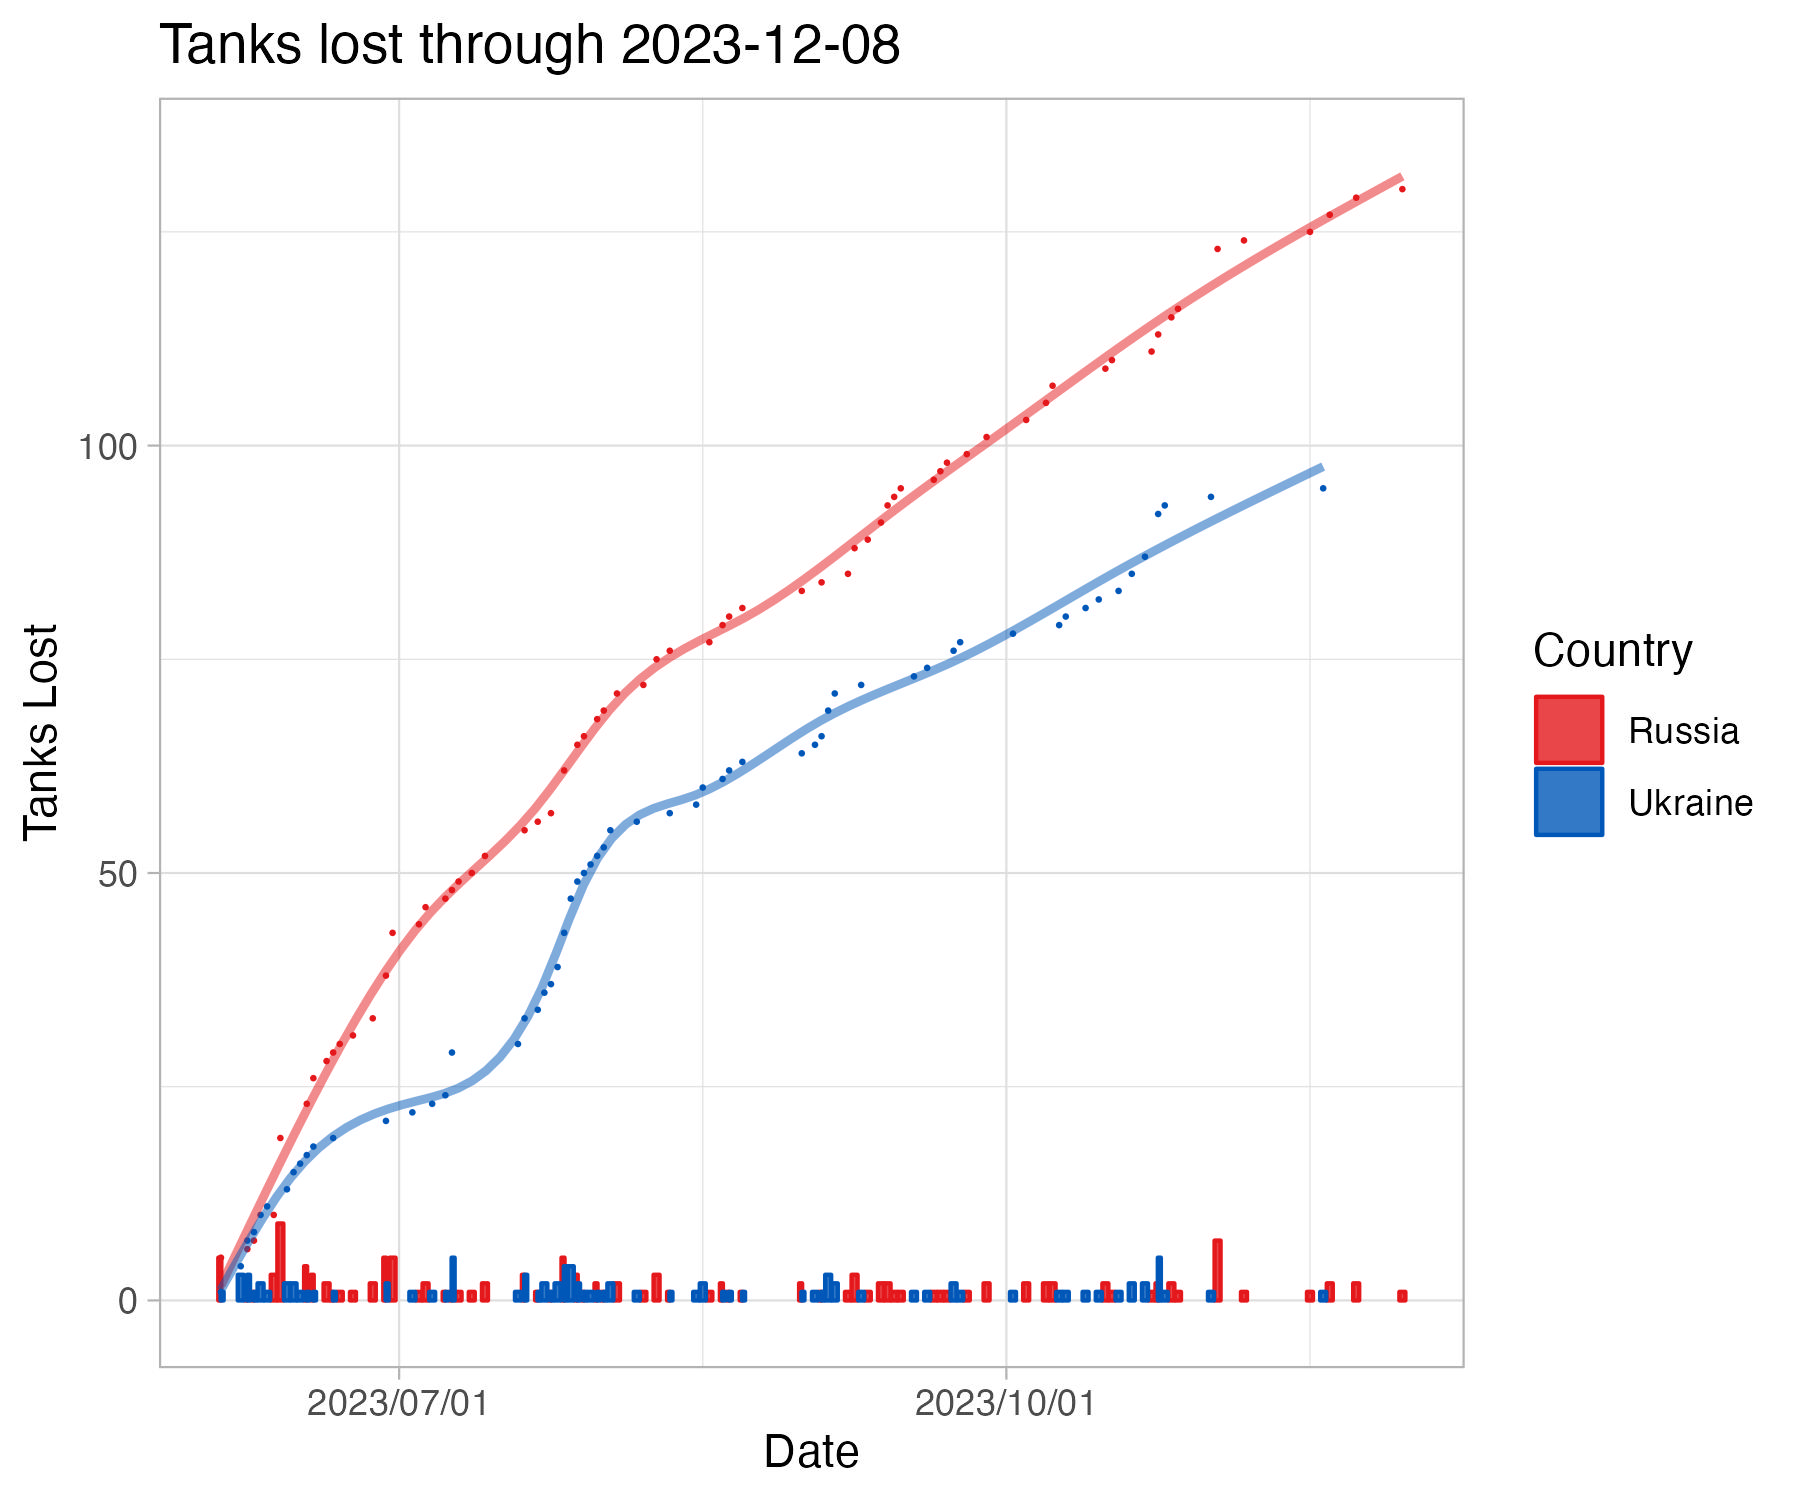 Tanks lost through 2023-12-08
Tanks Lost
100
50
0
2023/07/01
2023/10/01
Date
Country
Russia
Ukraine